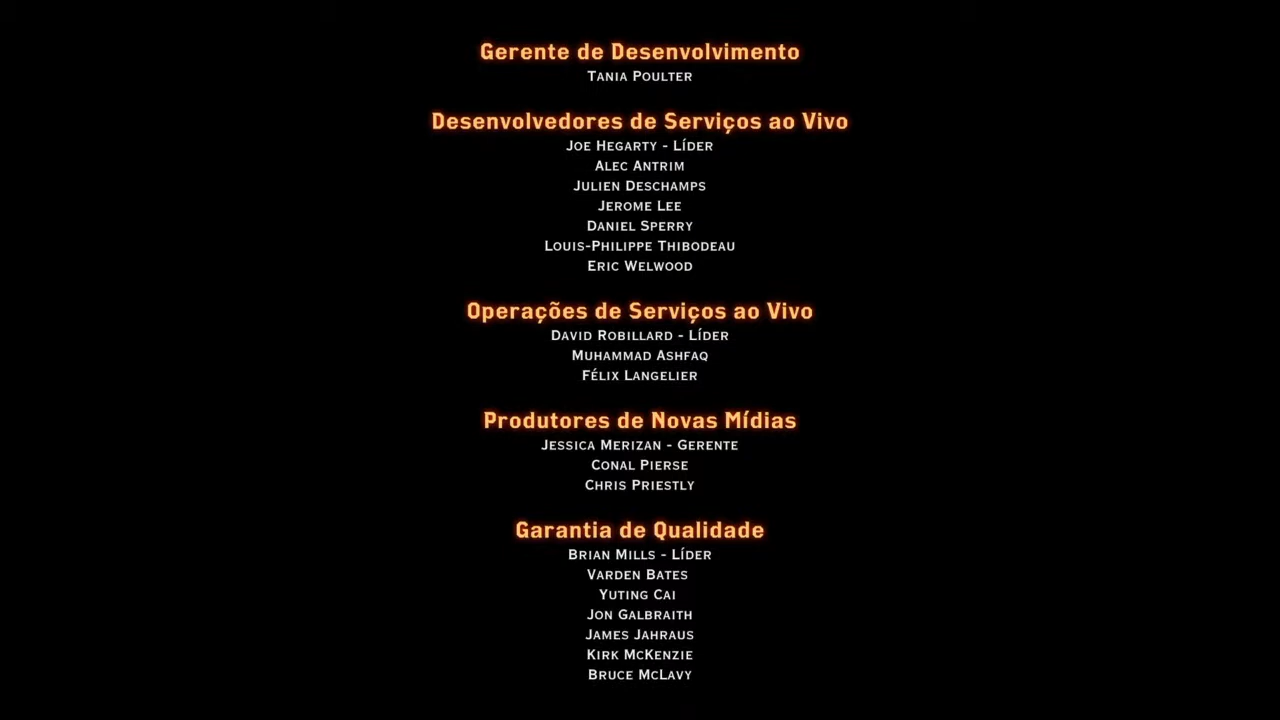 Gerente de Desenvolvimento
Tania Poulter
Desenvolvedores de Serviços ao Vivo
Joe Hegarty - Líder
Alec Antrim
Julien Deschamps
Jerome Lee
Daniel Sperry
Louis-Philippe Thibodeau
Eric Welwood
Operações de Serviços ao Vivo
David Robillard - Líder
Muhammad Ashfaq
Félix Langelier
Produtores de Novas Mídias
Jessica Merizan - Gerente
Conal Pierse
Chris Priestly
Garantia de Qualidade
Brian Mills - Líder
Varden Bates
Yuting Cai
Jon Galbraith
James Jahraus
Kirk McKenzie
Bruce McLavy